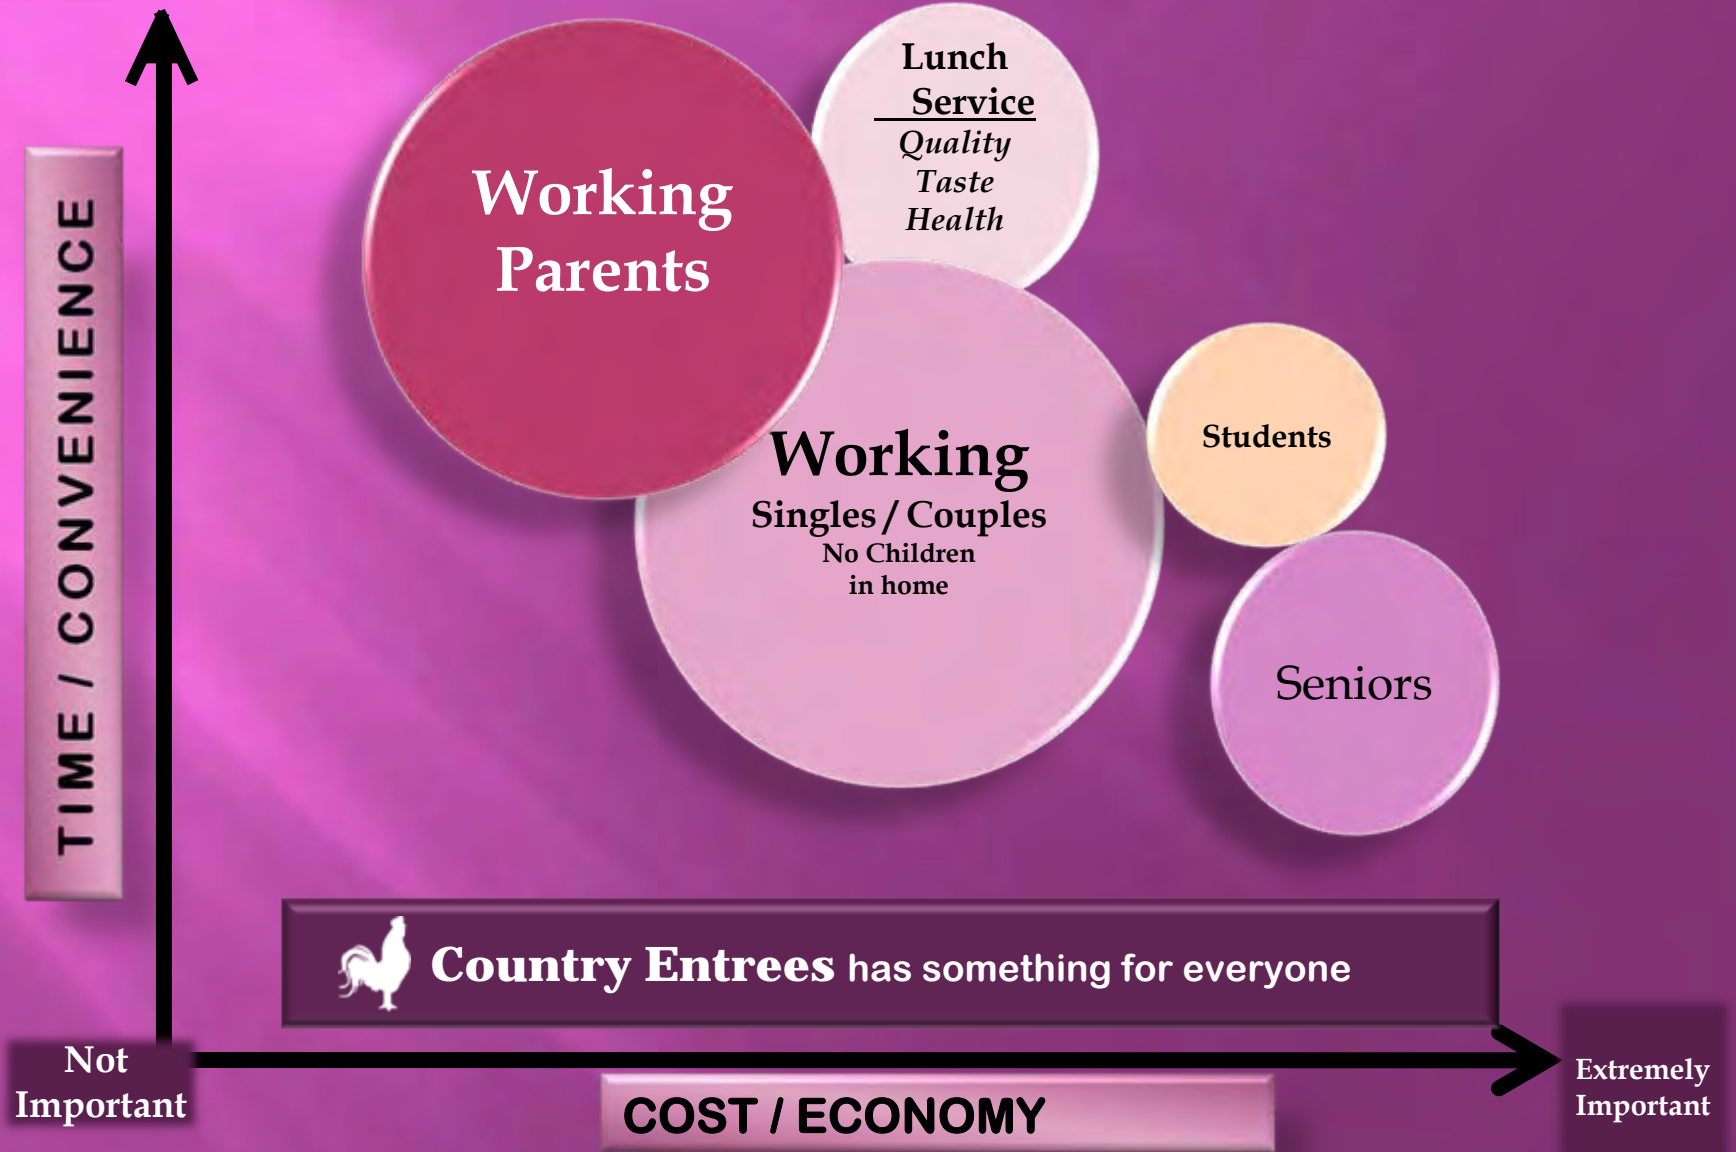 Lunch
Service
Quality
Taste
Health
Working
Parents
TIME / CONVENIENCE
Working
Singles / Couples
No Children
in home
Students
Seniors
Country Entrees has something for everyone
Not
Important
Extremely
Important
COST / ECONOMY